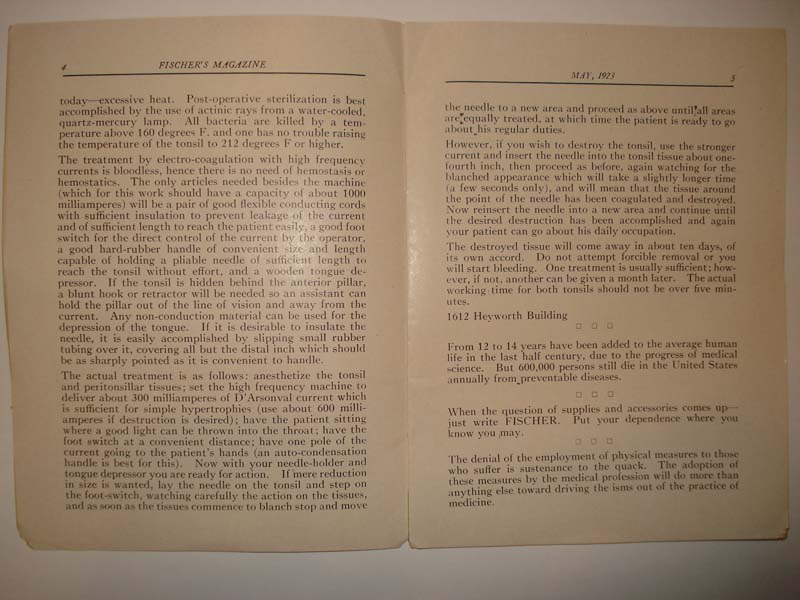 4
FISCHER'S MAGAZINE
today—excessive heat. Post-operative sterilization is best
accomplished by the use of actinic rays from a water-cooled,
quartz-mercury lamp. All bacteria are killed by a tem-
perature above 160 degrees F. and one has no trouble raising
the temperature of the tonsil to 212 degrees F or higher.
The treatment by electro-coagulation with high frequency
currents is bloodless, hence there is no need of hemostasis or
hemostatics. The only articles needed besides the machine
(which for this work should have a capacity of about 1000
milliamperes) will be a pair of good flexible conducting cords
with sufficient insulation to prevent leakage of the current
and of sufficient length to reach the patient easily, a good foot
switch for the direct control of the current by the operator,
a good hard-rubber handle of convenient size and length
capable of holding a pliable needle of sufficient length to
reach the tonsil without effort, and a wooden tongue de-
pressor. If the tonsil is hidden behind the anterior pillar,
a blunt hook or retractor will be needed so an assistant can
hold the pillar out of the line of vision and away from the
current. Any non-conduction material can be used for the
depression of the tongue. If it is desirable to insulate the
needle, it is easily accomplished by slipping small rubber
tubing over it, covering all but the distal inch which should
be as sharply pointed as it is convenient to handle.
The actual treatment is as follows: anesthetize the tonsil
and peritonsillar tissues; set the high frequency machine to
deliver about 300 milliamperes of D'Arsonval current which
is sufficient for simple hypertrophies (use about 600 milli-
amperes if destruction is desired); have the patient sitting
where a good light can be thrown into the throat; have the
foot switch at a convenient distance; have one pole of the
current going to the patient's hands (an auto-condensation
handle is best for this). Now with your needle-holder and
tongue depressor you are ready for action. If mere reduction
in size is wanted, lay the needle on the tonsil and step on
the foot-switch, watching carefully the action on the tissues,
and as soon as the tissues commence to blanch stop and move
MAY, 1923
5
the needle to a new area and proceed as above until all areas
are equally treated, at which time the patient is ready to go
about his regular duties.
However, if you wish to destroy the tonsil, use the stronger
current and insert the needle into the tonsil tissue about one-
fourth inch, then proceed as before, again watching for the
blanched appearance which will take a slightly longer time
(a few seconds only), and will mean that the tissue around
the point of the needle has been coagulated and destroyed.
Now reinsert the needle into a new area and continue until
the desired destruction has been accomplished and again
your patient can go about his daily occupation.
The destroyed tissue will come away in about ten days, of
its own accord. Do not attempt forcible removal or you
will start bleeding. One treatment is usually sufficient; how-
ever, if not, another can be given a month later. The actual
working time for both tonsils should not be over five min-
utes.
1612 Heyworth Building
From 12 to 14 years have been added to the average human
life in the last half century, due to the progress of medical
science. But 600,000 persons still die in the United States
annually from preventable diseases.
When the question of supplies and accessories comes up—
just write FISCHER. Put your dependence where you
know you may.
The denial of the employment of physical measures to those
who suffer is sustenance to the quack. The adoption of
these measures by the medical profession will do more than
anything else toward driving the isms out of the practice of
medicine.